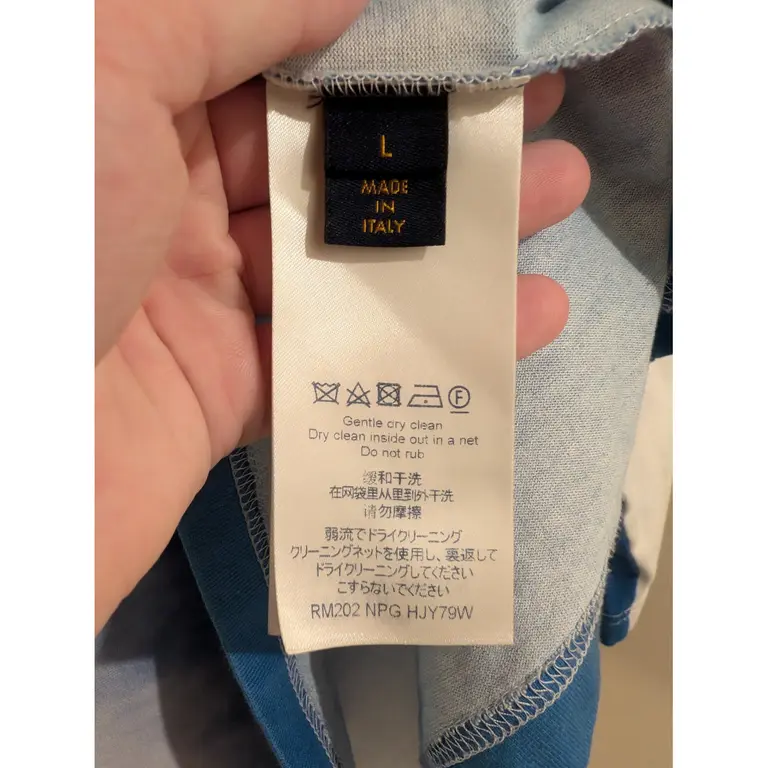 L
MADE
IN
ITALY
F
Gentle dry clean
Dry clean inside out in a net
Do not rub
缓和干洗
在网袋里从里到外干洗
请勿摩擦
弱流でドライクリーニング
クリーニングネットを使用し、裏返して
ドライクリーニングしてください
こすらないでください
RM202 NPG HJY79W